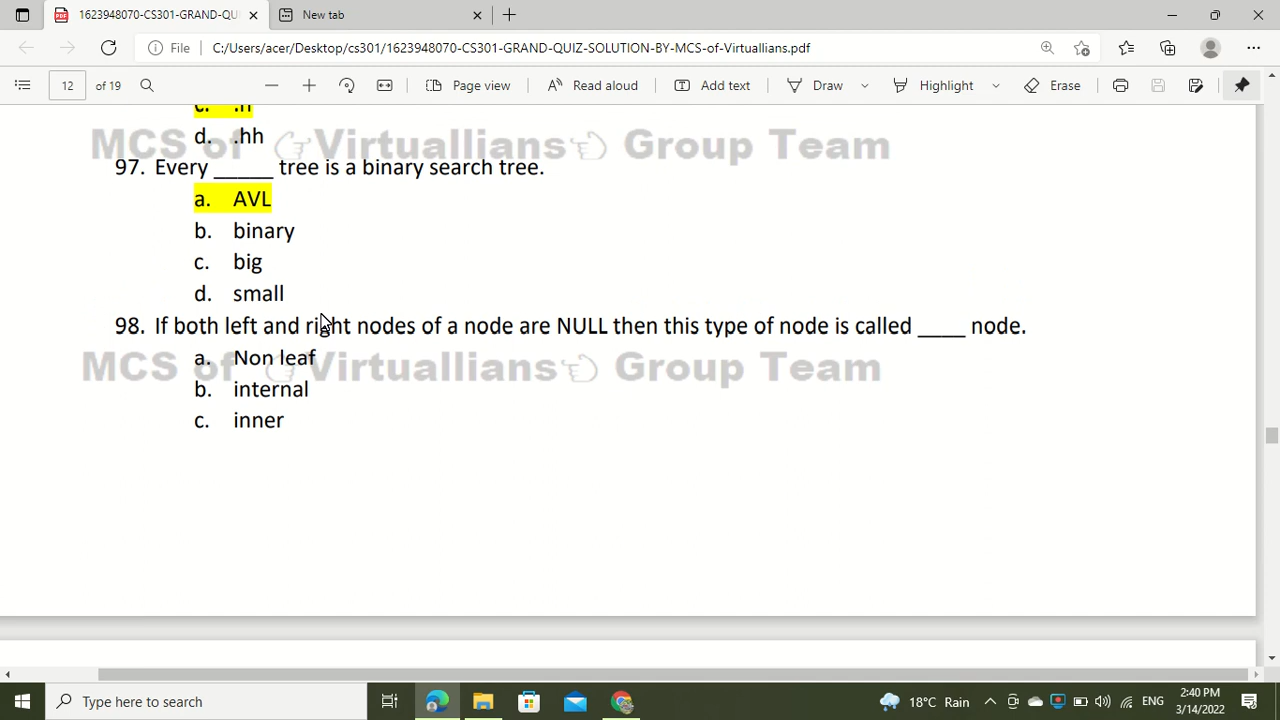 1623948070-CS301-GRAND-QU
New tab
File C:/Users/acer/Desktop/cs301/1623948070-CS301-GRAND-QUIZ-SOLUTION-BY-MCS-of-Virtuallians.pdf
12 of 19 Page view Read aloud Add text Draw Highlight Erase
c. .h
d. .hh
MCS of Virtuallians Group Team
97. Every _____ tree is a binary search tree.
a. AVL
b. binary
c. big
d. small
98. If both left and right nodes of a node are NULL then this type of node is called ____ node.
a. Non leaf
MCS of Virtuallians Group Team
b. internal
c. inner
Type here to search
18°C Rain
ENG
2:40 PM
3/14/2022